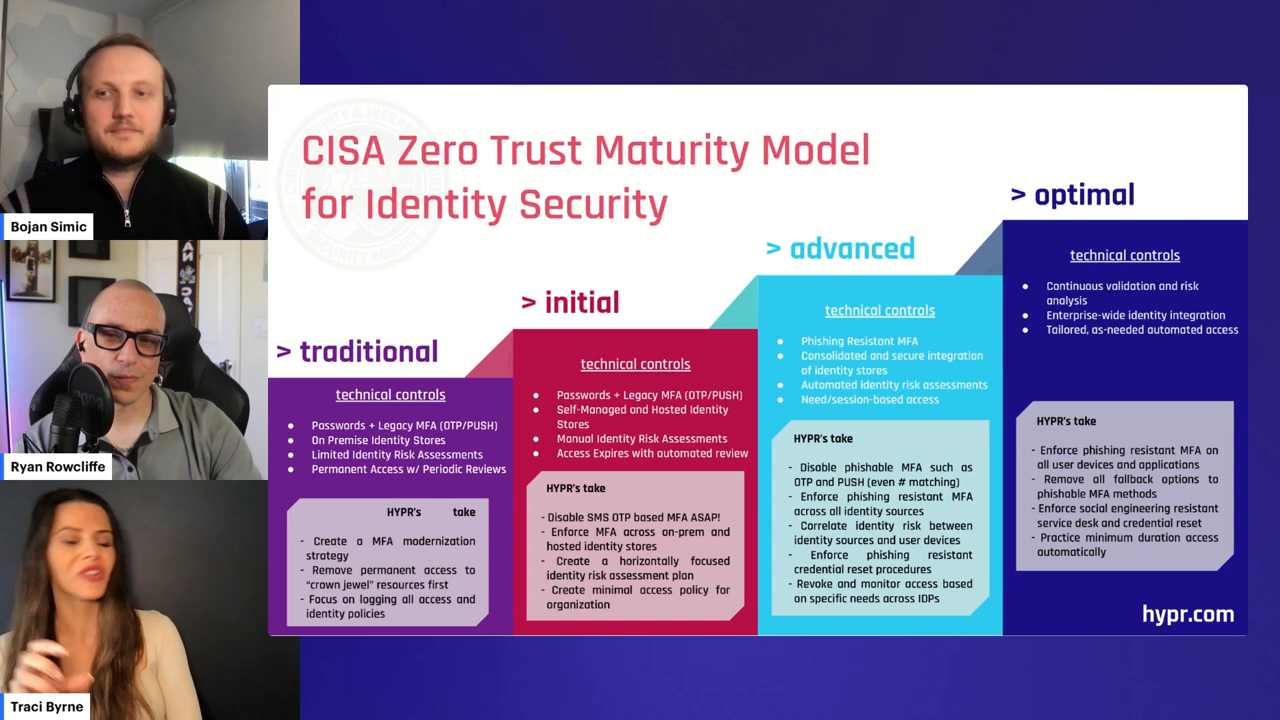 Bojan Simic
Ryan Rowcliffe
Traci Byrne
CISA Zero Trust Maturity Model
for Identity Security
> traditional
technical controls
● Passwords + Legacy MFA (OTP/PUSH)
● On Premise Identity Stores
● Limited Identity Risk Assessments
● Permanent Access w/ Periodic Reviews
HYPR's take
- Create a MFA modernization
strategy
- Remove permanent access to
“crown jewel” resources first
- Focus on logging all access and
identity policies
> initial
technical controls
● Passwords + Legacy MFA (OTP/PUSH)
● Self-Managed and Hosted Identity
Stores
● Manual Identity Risk Assessments
● Access Expires with automated review
HYPR's take
- Disable SMS OTP based MFA ASAP!
- Enforce MFA across on-prem and
hosted identity stores
- Create a horizontally focused
identity risk assessment plan
- Create minimal access policy for
organization
> advanced
technical controls
● Phishing Resistant MFA
● Consolidated and secure integration
of identity stores
● Automated identity risk assessments
● Need/session-based access
HYPR's take
- Disable phishable MFA such as
OTP and PUSH (even # matching)
- Enforce phishing resistant MFA
across all identity sources
- Correlate identity risk between
identity sources and user devices
- Enforce phishing resistant
credential reset procedures
- Revoke and monitor access based
on specific needs across IDPs
> optimal
technical controls
● Continuous validation and risk
analysis
● Enterprise-wide identity integration
● Tailored, as-needed automated access
HYPR's take
- Enforce phishing resistant MFA on
all user devices and applications
- Remove all fallback options to
phishable MFA methods
- Enforce social engineering resistant
service desk and credential reset
- Practice minimum duration access
automatically
hypr.com